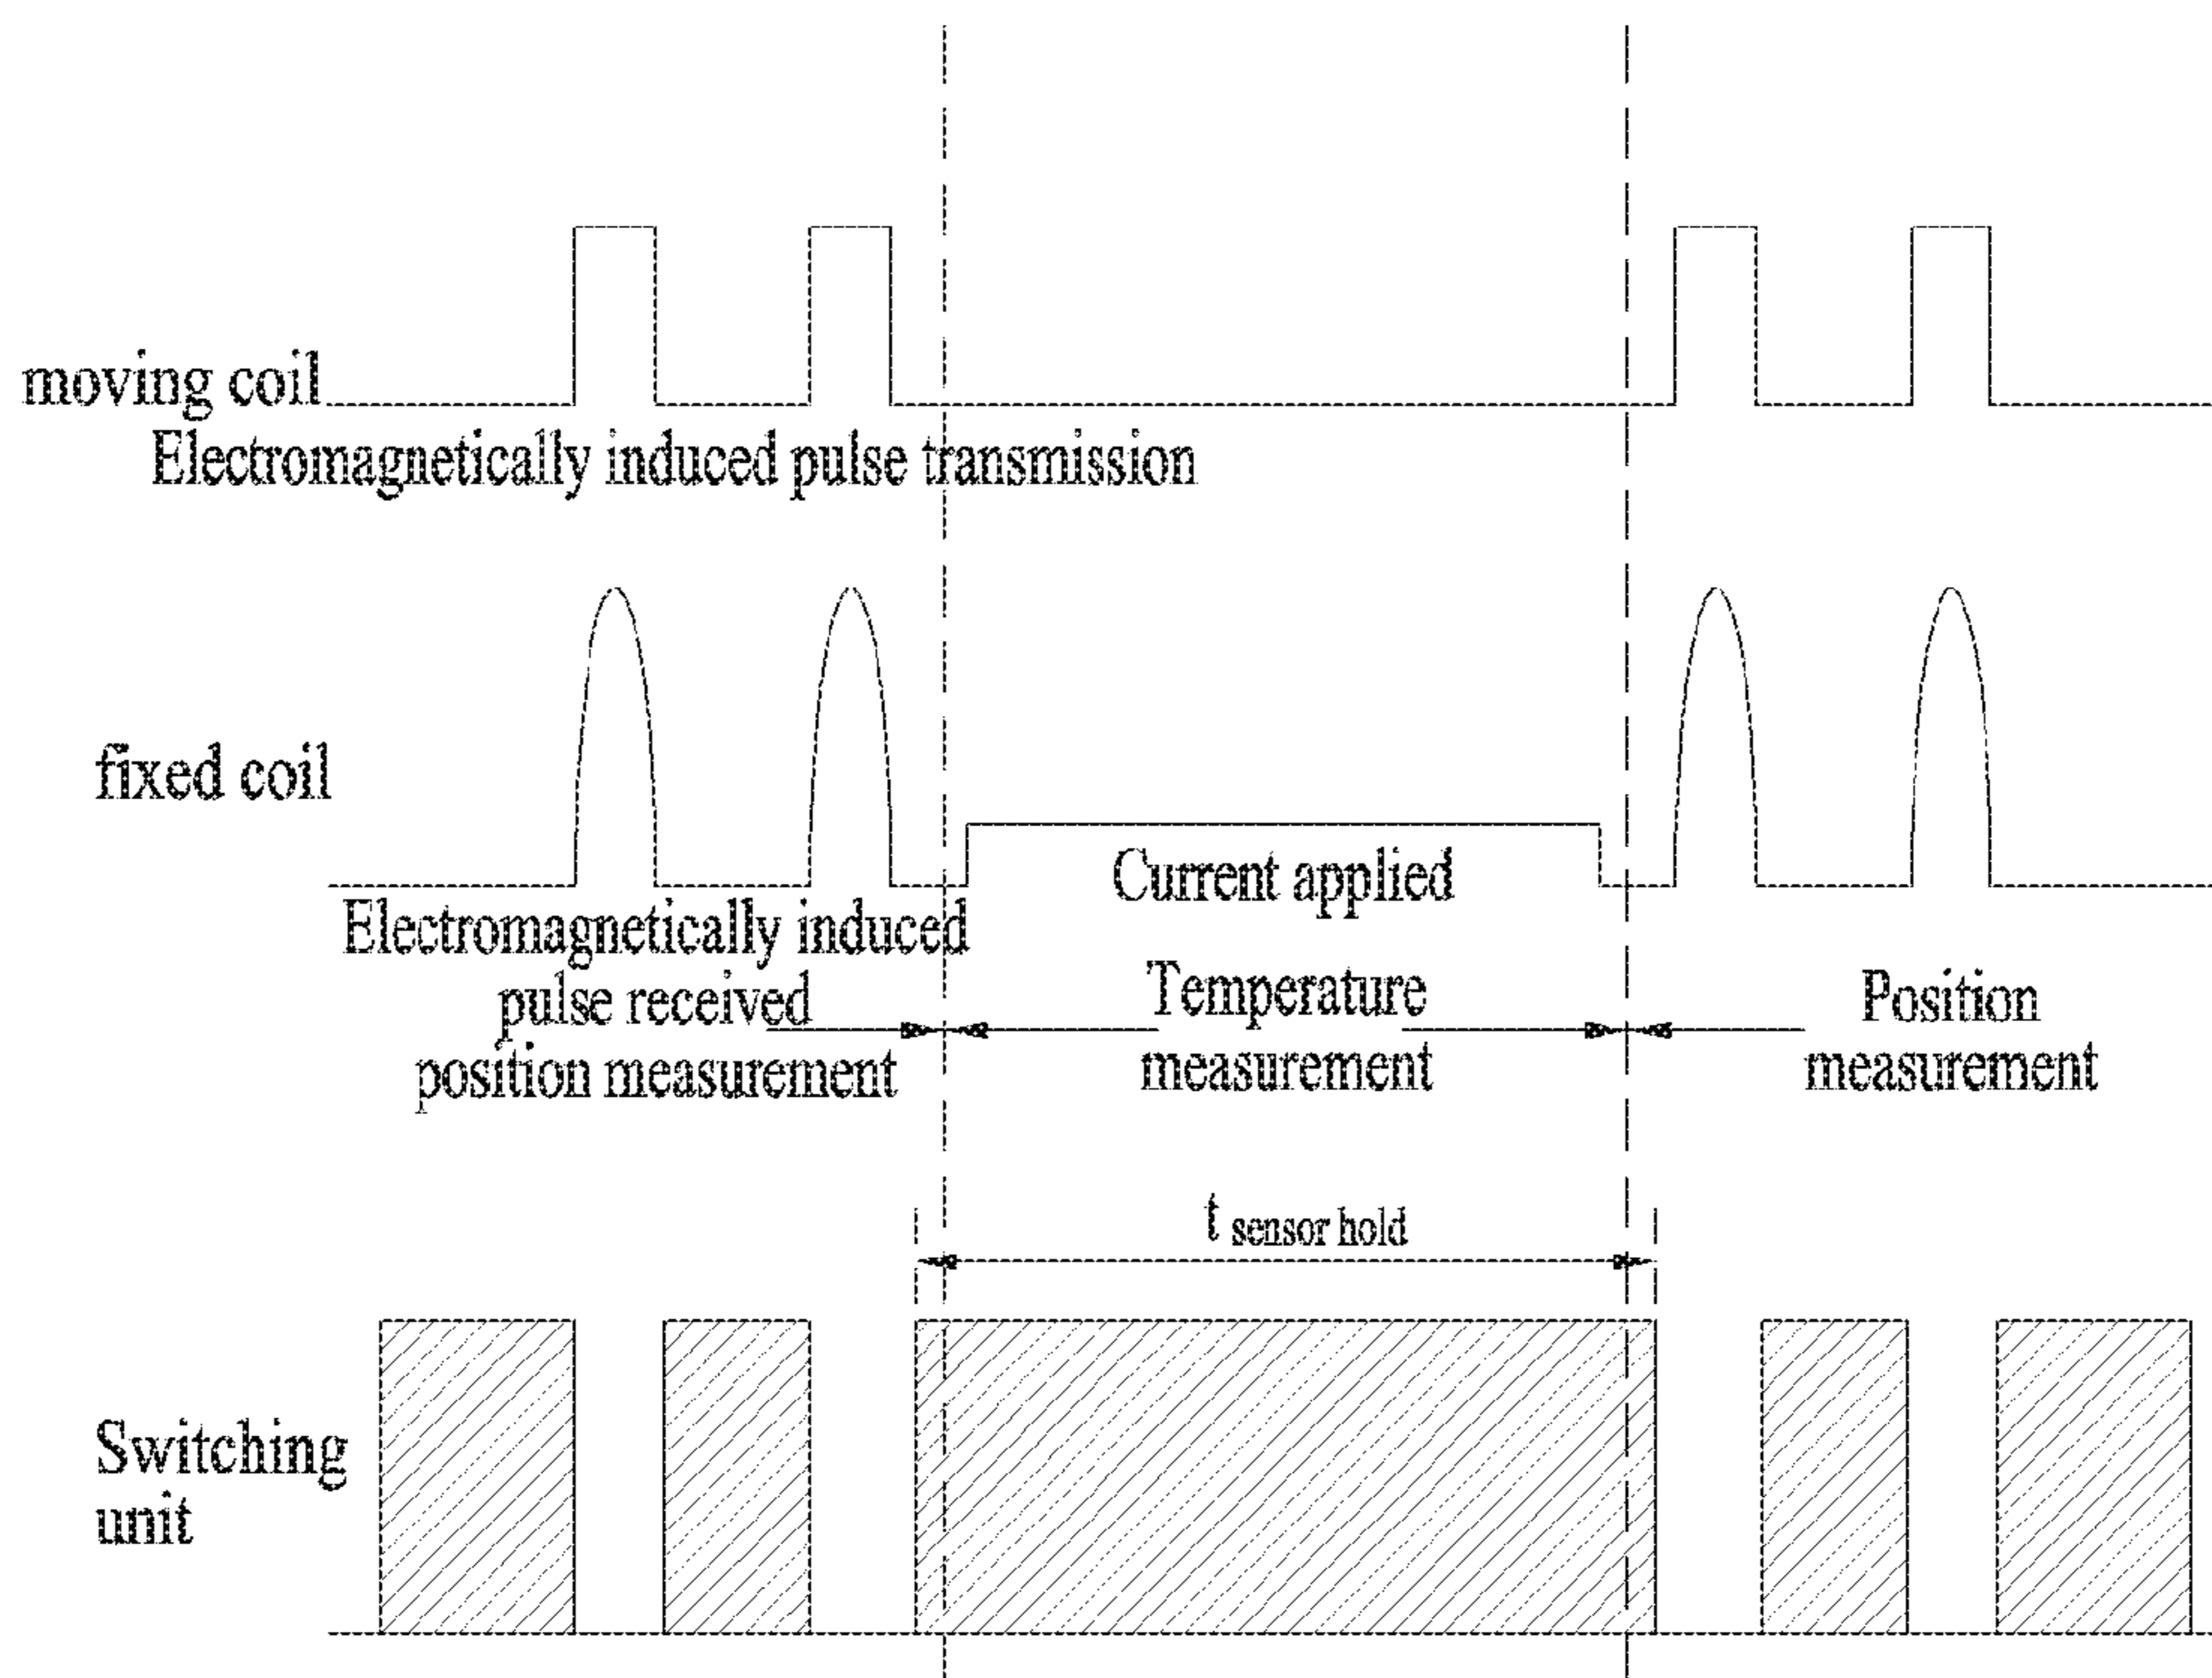 moving coil
Electromagnetically induced pulse transmission
fixed coil
Current applied
Electromagnetically induced
pulse received
position measurement
Temperature
measurement
Position
measurement
t sensor hold
Switching
unit